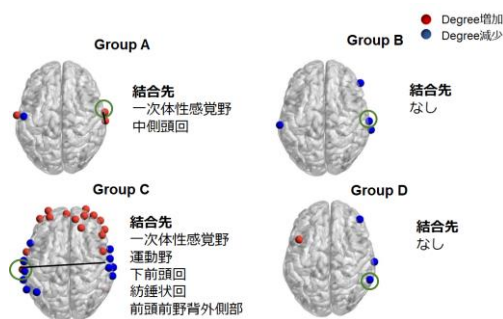 Degree増加
Degree減少
Group A
結合先
一次体性感覚野
中側頭回
Group B
結合先
なし
Group C
結合先
一次体性感覚野
運動野
下前頭回
紡錘状回
前頭前野背外側部
Group D
結合先
なし